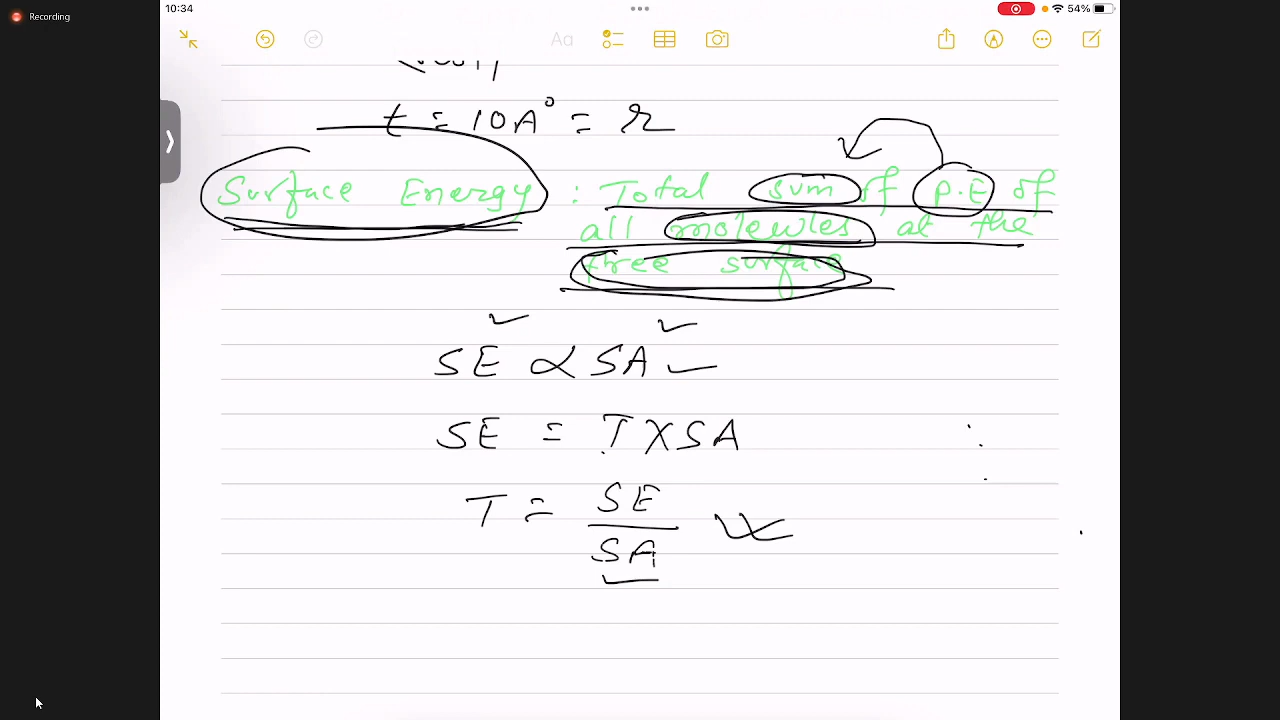 Recording
10:34
54%
Aa
t = 10A° = r
Surface Energy : Total sum of P.E of
all molecules at the
free surface
SE ∝ SA
SE = T X SA
T = SE
SA